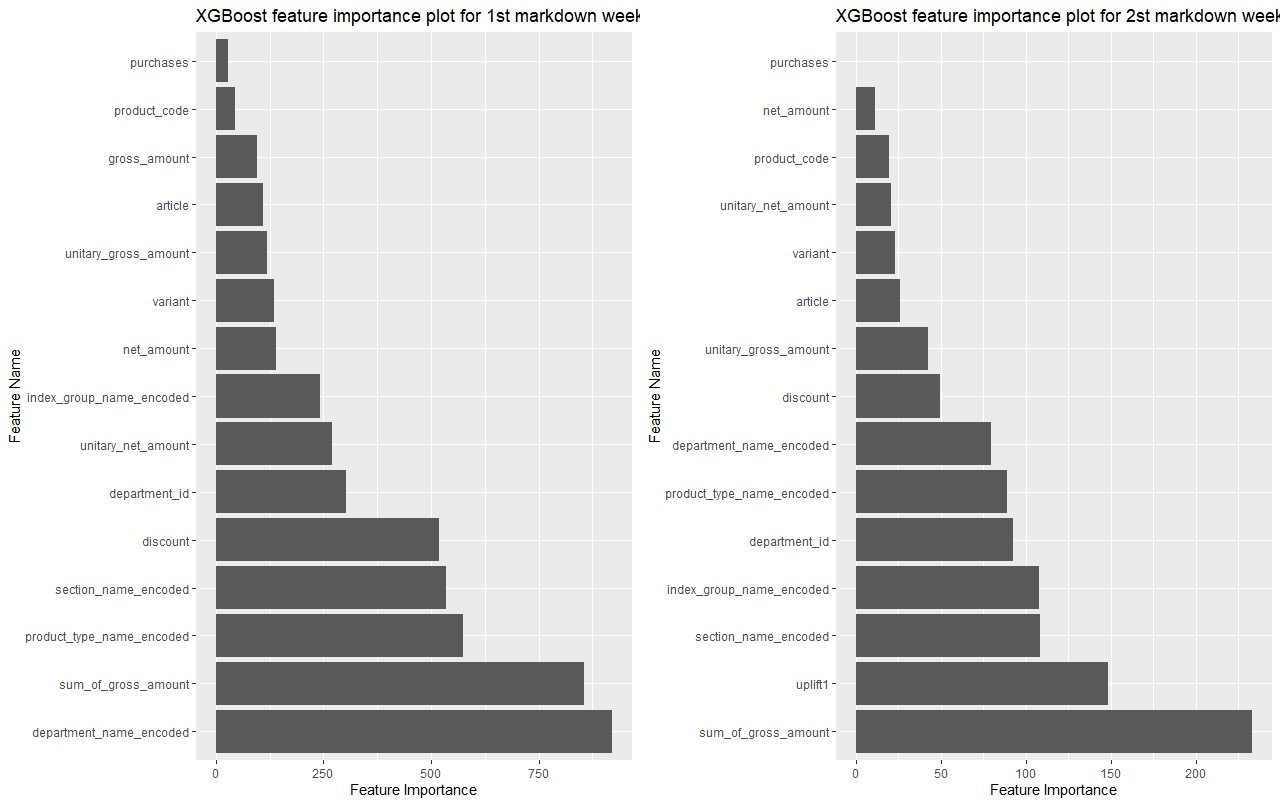 XGBoost feature importance plot for 1st markdown week
purchases
product_code
gross_amount
article
unitary_gross_amount
variant
net_amount
index_group_name_encoded
unitary_net_amount
department_id
discount
section_name_encoded
product_type_name_encoded
sum_of_gross_amount
department_name_encoded
Feature Name
0 250 500 750
Feature Importance
XGBoost feature importance plot for 2st markdown week
purchases
net_amount
product_code
unitary_net_amount
variant
article
unitary_gross_amount
discount
department_name_encoded
product_type_name_encoded
department_id
index_group_name_encoded
section_name_encoded
uplift1
sum_of_gross_amount
Feature Name
0 50 100 150 200
Feature Importance